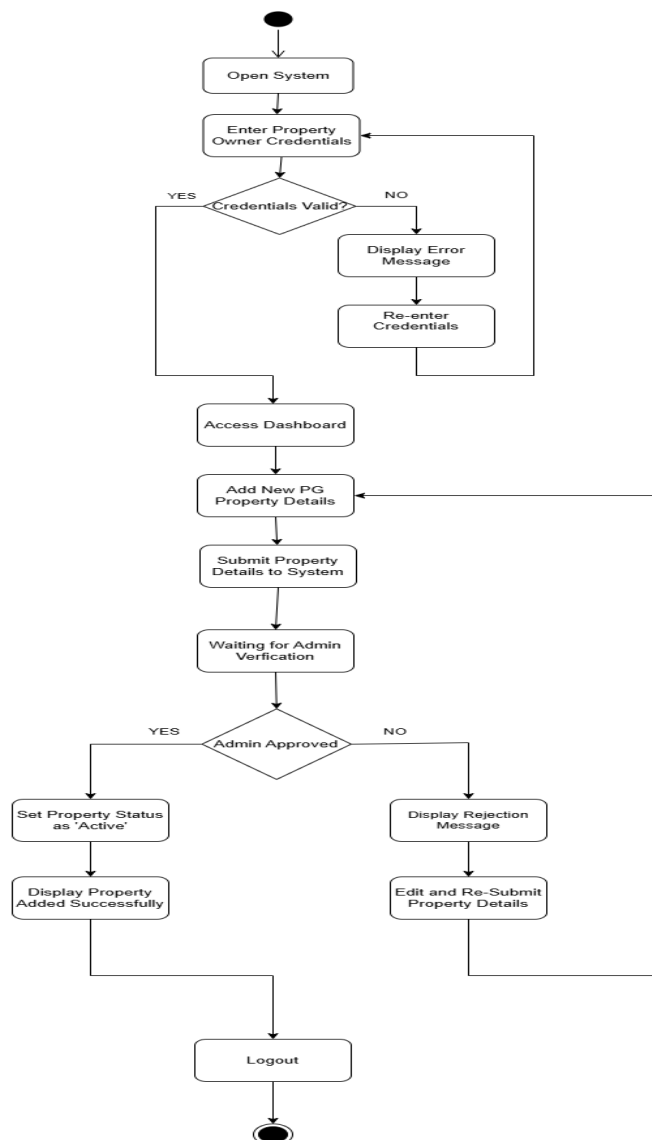 Open System
Enter Property
Owner Credentials
YES
Credentials Valid?
NO
Display Error
Message
Re-enter
Credentials
Access Dashboard
Add New PG
Property Details
Submit Property
Details to System
Waiting for Admin
Verfication
YES
Admin Approved
NO
Set Property Status
as 'Active'
Display Rejection
Message
Display Property
Added Successfully
Edit and Re-Submit
Property Details
Logout